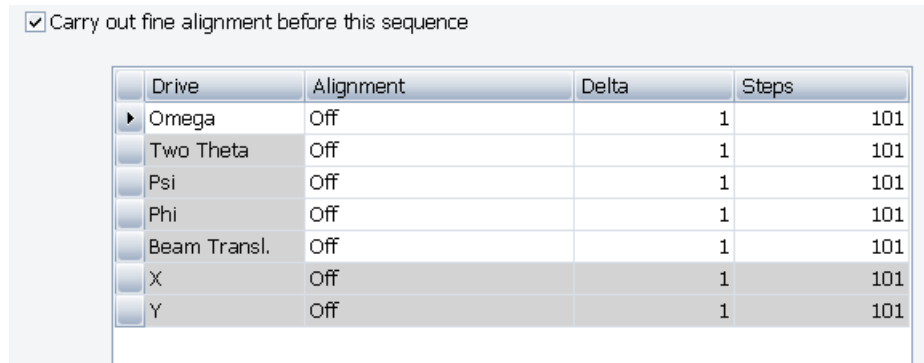 Carry out fine alignment before this sequence
Drive Alignment Delta Steps
Omega Off 1 101
Two Theta Off 1 101
Psi Off 1 101
Phi Off 1 101
Beam Transl. Off 1 101
X Off 1 101
Y Off 1 101